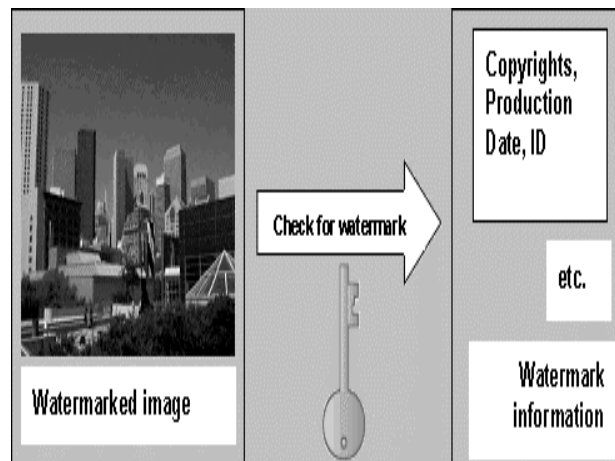 Watermarked image
Check for watermark
Copyrights,
Production
Date, ID
etc.
Watermark
information